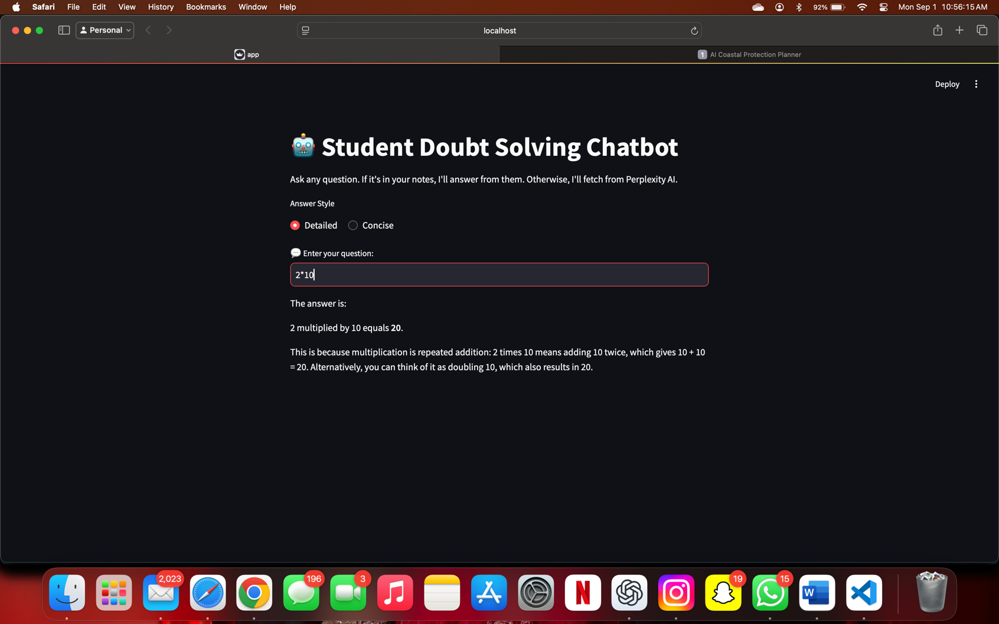 Safari File Edit View History Bookmarks Window Help 92% Mon Sep 1 10:56:15 AM
Personal localhost
app 1 AI Coastal Protection Planner
Deploy
Student Doubt Solving Chatbot
Ask any question. If it's in your notes, I'll answer from them. Otherwise, I'll fetch from Perplexity AI.
Answer Style
Detailed Concise
Enter your question:
2*10
The answer is:
2 multiplied by 10 equals 20.
This is because multiplication is repeated addition: 2 times 10 means adding 10 twice, which gives 10 + 10
= 20. Alternatively, you can think of it as doubling 10, which also results in 20.
2,023 196 3 19 15
N W